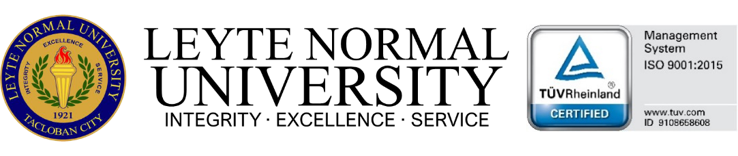 LEYTE NORMAL UNIVERSITY
EXCELLENCE
INTEGRITY
SERVICE
1921
TACLOBAN CITY
LEYTE NORMAL
UNIVERSITY
INTEGRITY · EXCELLENCE · SERVICE
TÜVRheinland®
CERTIFIED
Management
System
ISO 9001:2015
www.tuv.com
ID 9108658608